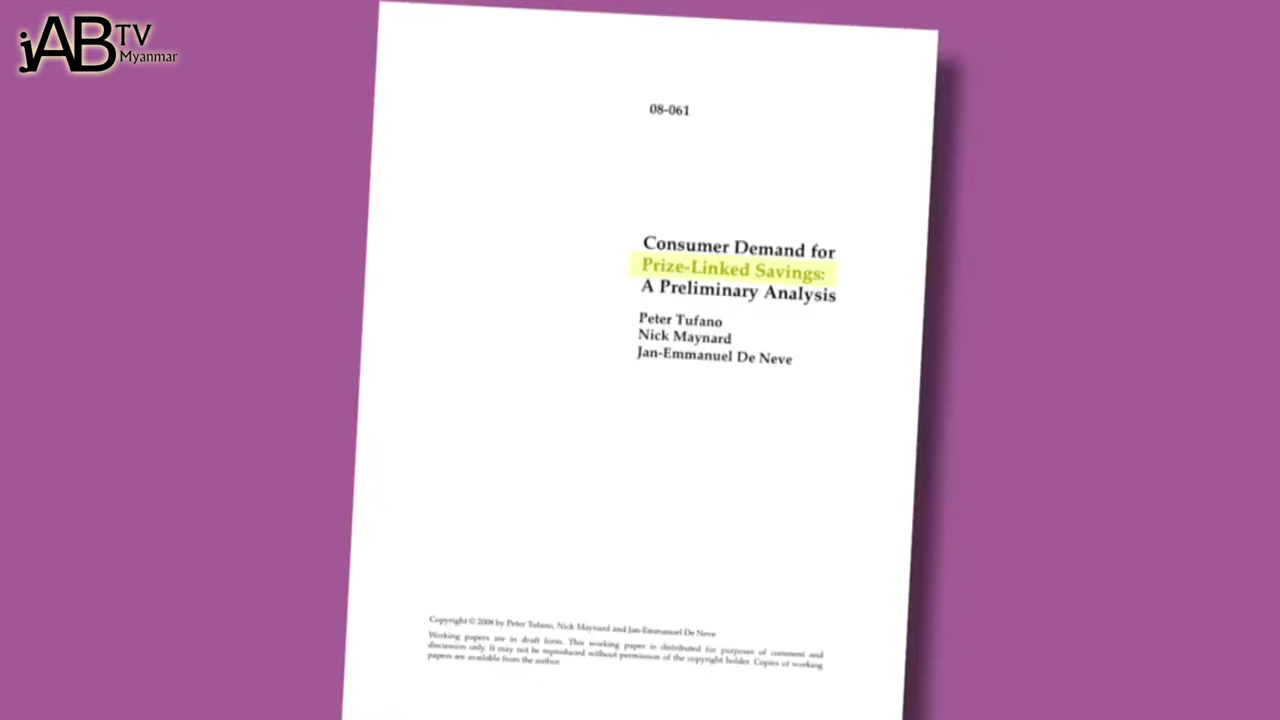 jAB TV
Myanmar
08-061
Consumer Demand for
Prize-Linked Savings:
A Preliminary Analysis
Peter Tufano
Nick Maynard
Jan-Emmanuel De Neve
Copyright © 2008 by Peter Tufano, Nick Maynard and Jan-Emmanuel De Neve
Working papers are in draft form. This working paper is distributed for purposes of comment and
discussion only. It may not be reproduced without permission of the copyright holder. Copies of working
papers are available from the author.